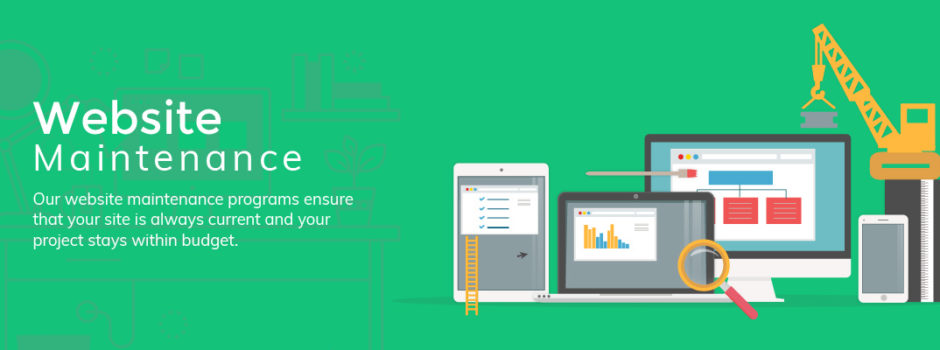 Website
Maintenance
Our website maintenance programs ensure
that your site is always current and your
project stays within budget.